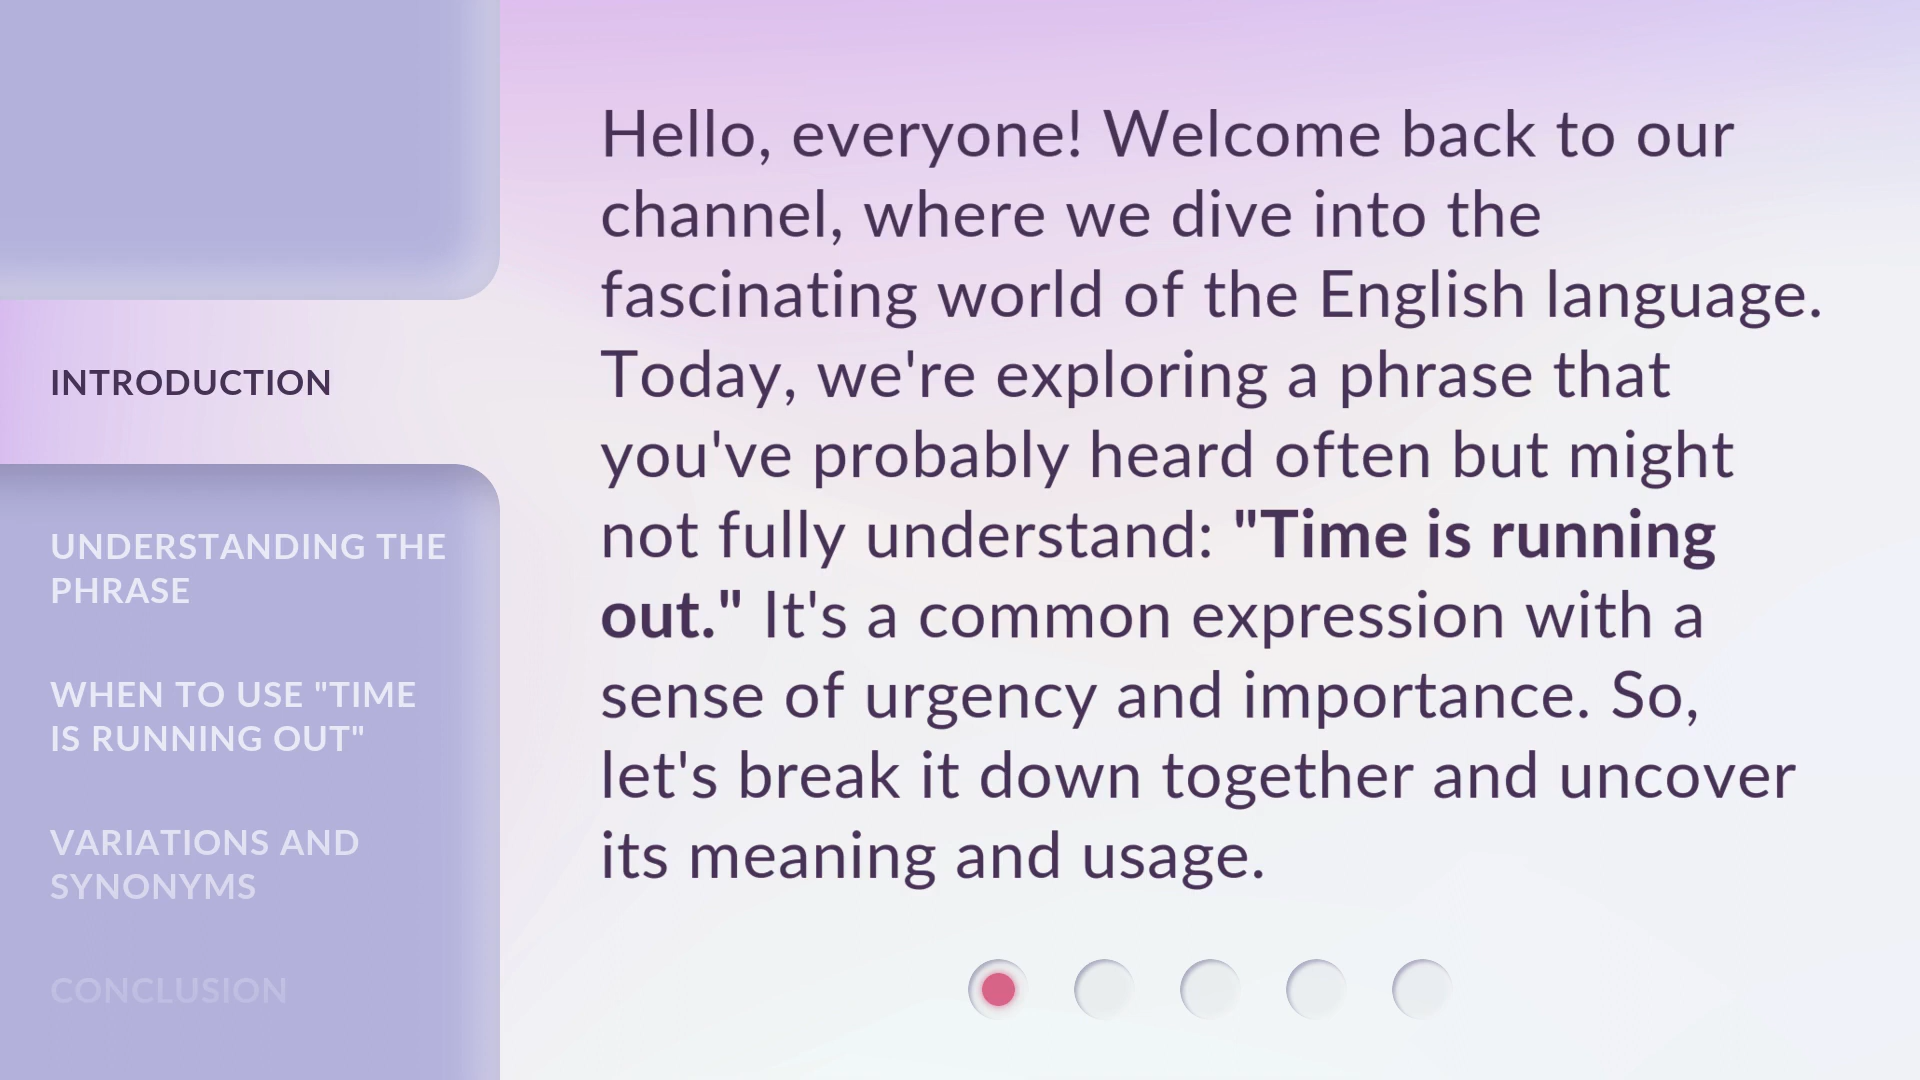 INTRODUCTION
UNDERSTANDING THE
PHRASE
WHEN TO USE "TIME
IS RUNNING OUT"
VARIATIONS AND
SYNONYMS
CONCLUSION
Hello, everyone! Welcome back to our
channel, where we dive into the
fascinating world of the English language.
Today, we're exploring a phrase that
you've probably heard often but might
not fully understand: "Time is running
out." It's a common expression with a
sense of urgency and importance. So,
let's break it down together and uncover
its meaning and usage.